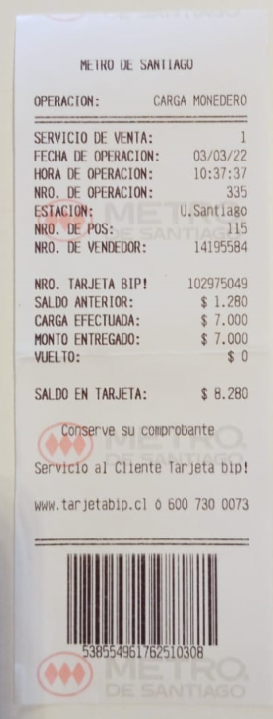 METRO DE SANTIAGO
OPERACION: CARGA MONEDERO
SERVICIO DE VENTA: 1
FECHA DE OPERACION: 03/03/22
HORA DE OPERACION: 10:37:37
NRO. DE OPERACION: 335
ESTACION: U.Santiago
NRO. DE POS: 115
NRO. DE VENDEDOR: 14195584
NRO. TARJETA BIP! 102975049
SALDO ANTERIOR: $ 1.280
CARGA EFECTUADA: $ 7.000
MONTO ENTREGADO: $ 7.000
VUELTO: $ 0
SALDO EN TARJETA: $ 8.280
Conserve su comprobante
Servicio al Cliente Tarjeta bip!
www.tarjetabip.cl ó 600 730 0073
538554961762510308
METRO
DE SANTIAGO